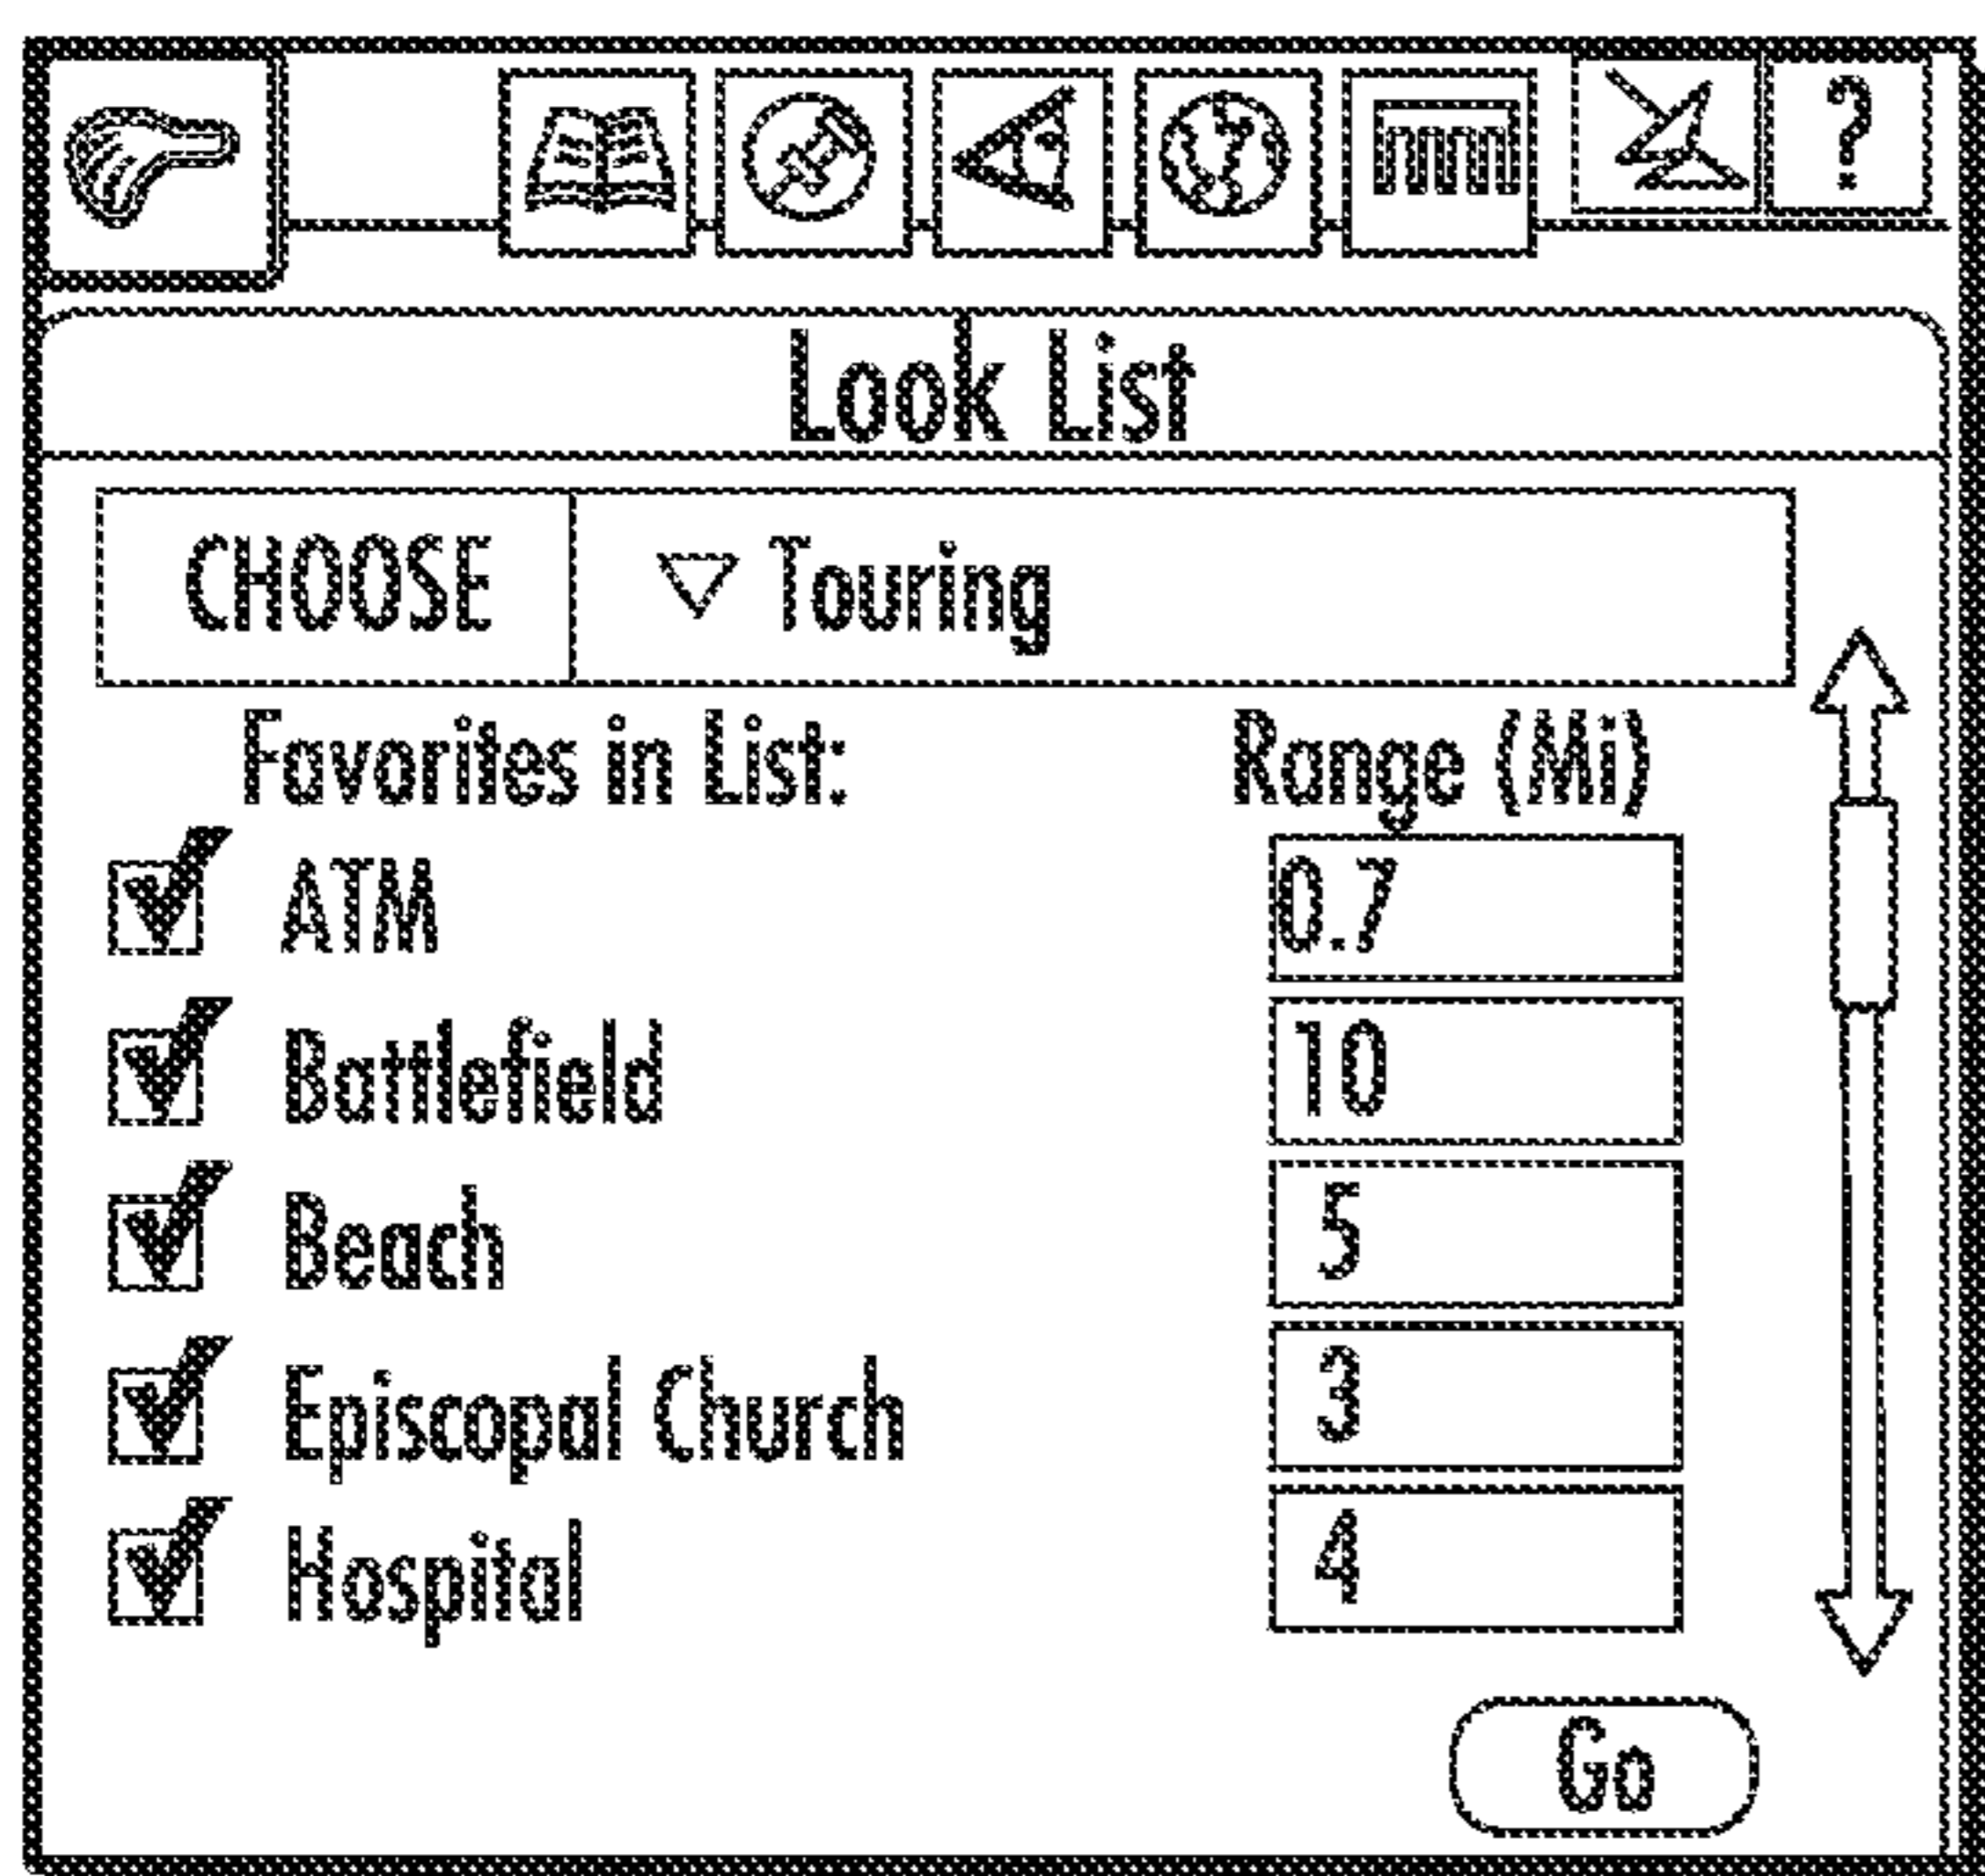 ?
Look List
CHOOSE ▽ Touring
Favorites in List: Range (Mi)
ATM 0.7
Battlefield 10
Beach 5
Episcopal Church 3
Hospital 4
Go